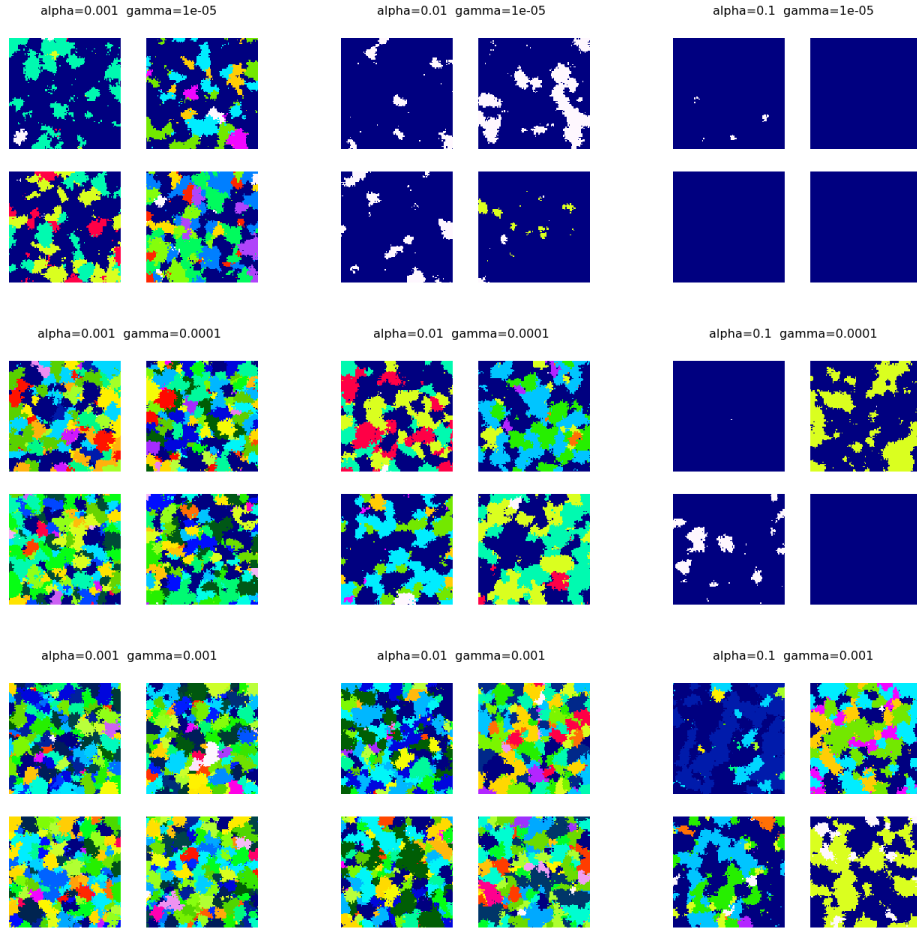 alpha=0.001 gamma=1e-05
alpha=0.01 gamma=1e-05
alpha=0.1 gamma=1e-05
alpha=0.001 gamma=0.0001
alpha=0.01 gamma=0.0001
alpha=0.1 gamma=0.0001
alpha=0.001 gamma=0.001
alpha=0.01 gamma=0.001
alpha=0.1 gamma=0.001